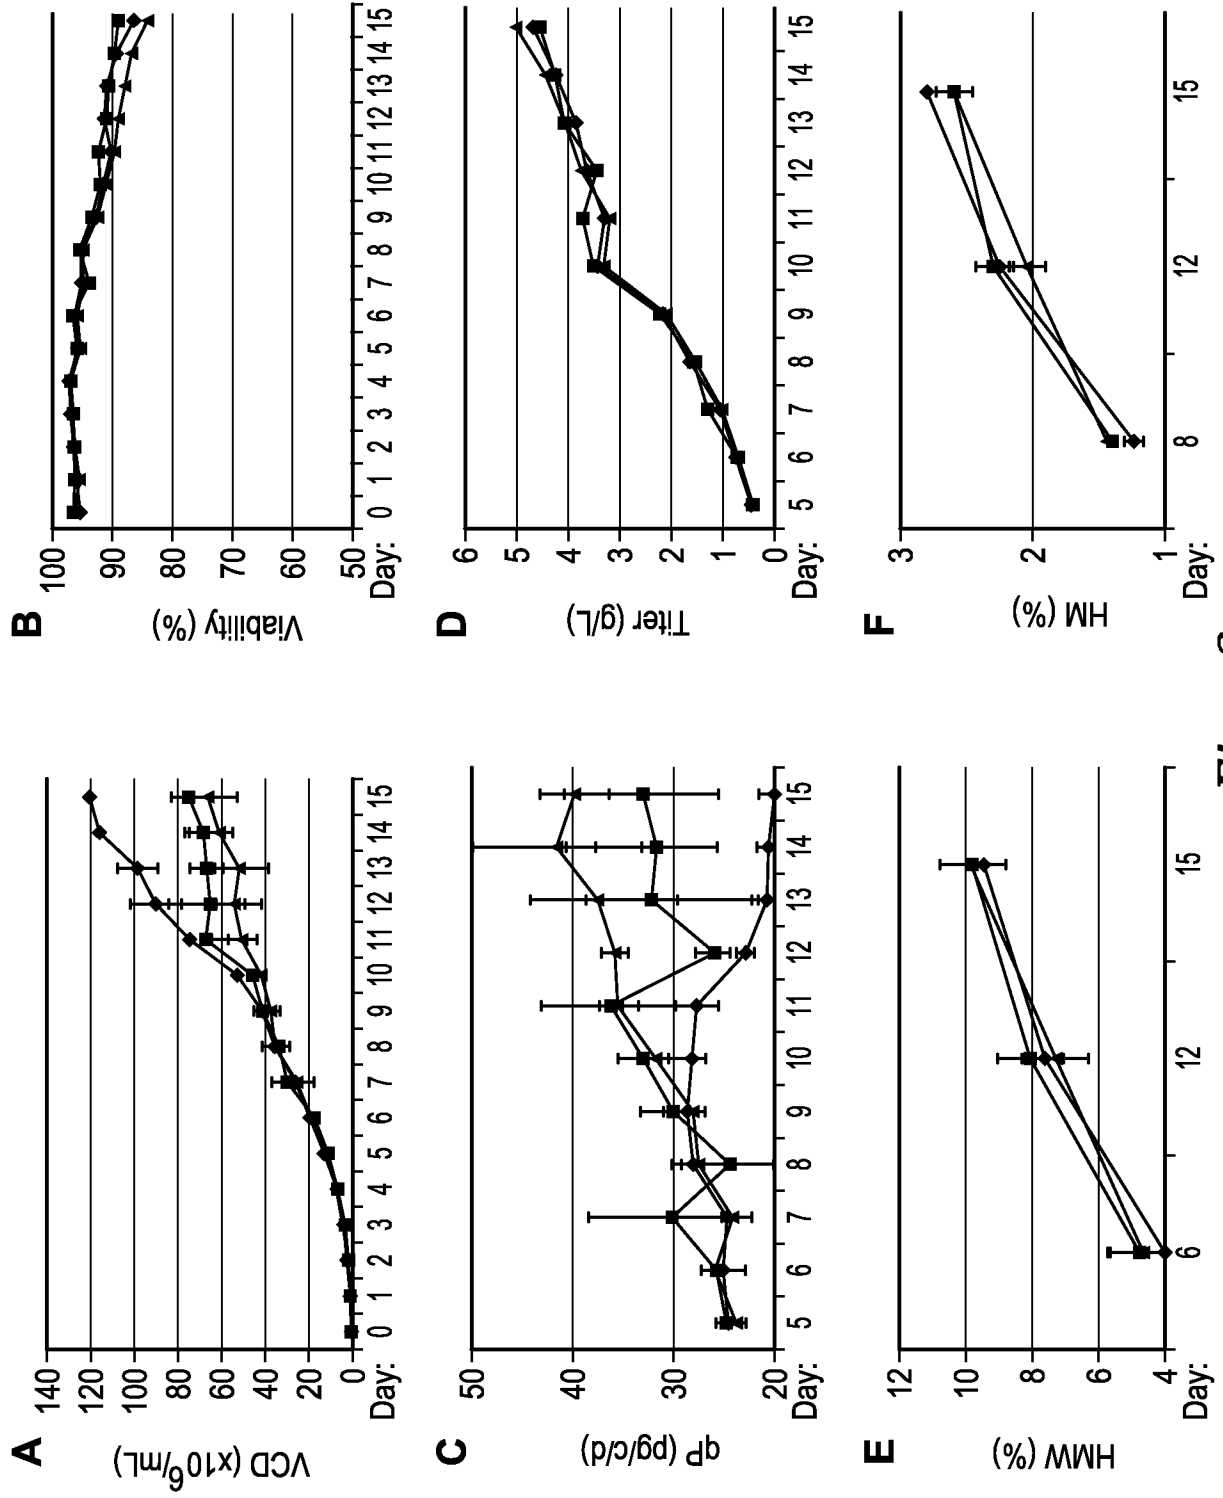 A
VCD (x10⁶/mL)
140
120
100
80
60
40
20
0
Day: 0 1 2 3 4 5 6 7 8 9 10 11 12 13 14 15
B
Viability (%)
100
90
80
70
60
50
Day: 0 1 2 3 4 5 6 7 8 9 10 11 12 13 14 15
C
qP (pg/c/d)
50
40
30
20
Day: 5 6 7 8 9 10 11 12 13 14 15
D
Titer (g/L)
6
5
4
3
2
1
0
Day: 5 6 7 8 9 10 11 12 13 14 15
E
HMW (%)
12
10
8
6
4
Day: 6 12 15
F
HM (%)
3
2
1
Day: 8 12 15